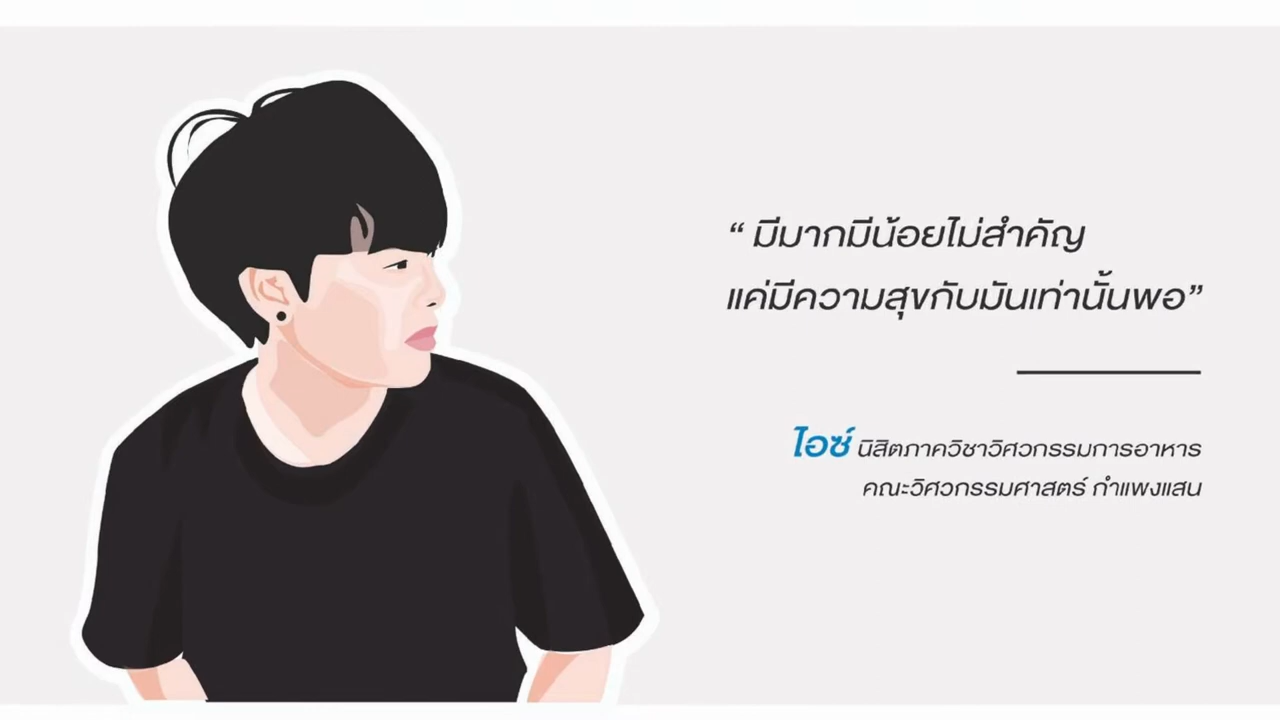 “ มีมากมีน้อยไม่สำคัญ
แค่มีความสุขกับมันเท่านั้นพอ”
ไอซ์ นิสิตภาควิชาวิศวกรรมการอาหาร
คณะวิศวกรรมศาสตร์ กำแพงแสน